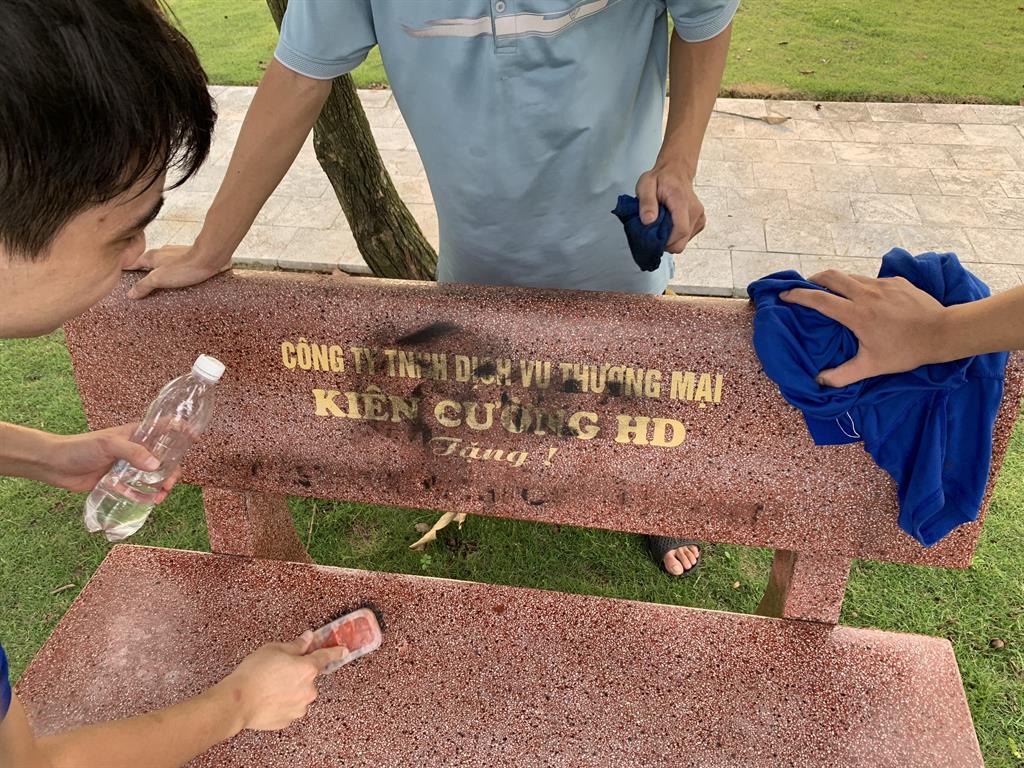 CÔNG TY TNHH DỊCH VỤ THƯƠNG MẠI
KIÊN CƯỜNG HD
Tặng !